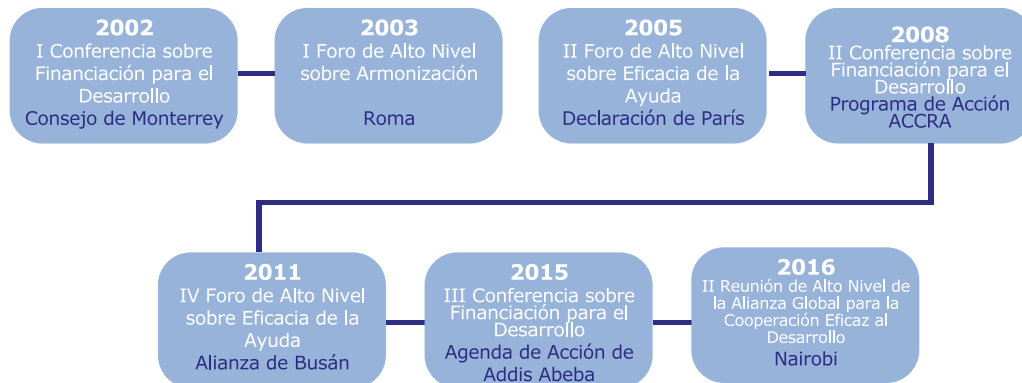 2002
I Conferencia sobre
Financiación para el
Desarrollo
Consejo de Monterrey
2003
I Foro de Alto Nivel
sobre Armonización
Roma
2005
II Foro de Alto Nivel
sobre Eficacia de la
Ayuda
Declaración de París
2008
II Conferencia sobre
Financiación para el
Desarrollo
Programa de Acción
ACCRA
2011
IV Foro de Alto Nivel
sobre Eficacia de la
Ayuda
Alianza de Busán
2015
III Conferencia sobre
Financiación para el
Desarrollo
Agenda de Acción de
Addis Abeba
2016
II Reunión de Alto Nivel de
la Alianza Global para la
Cooperación Eficaz al
Desarrollo
Nairobi